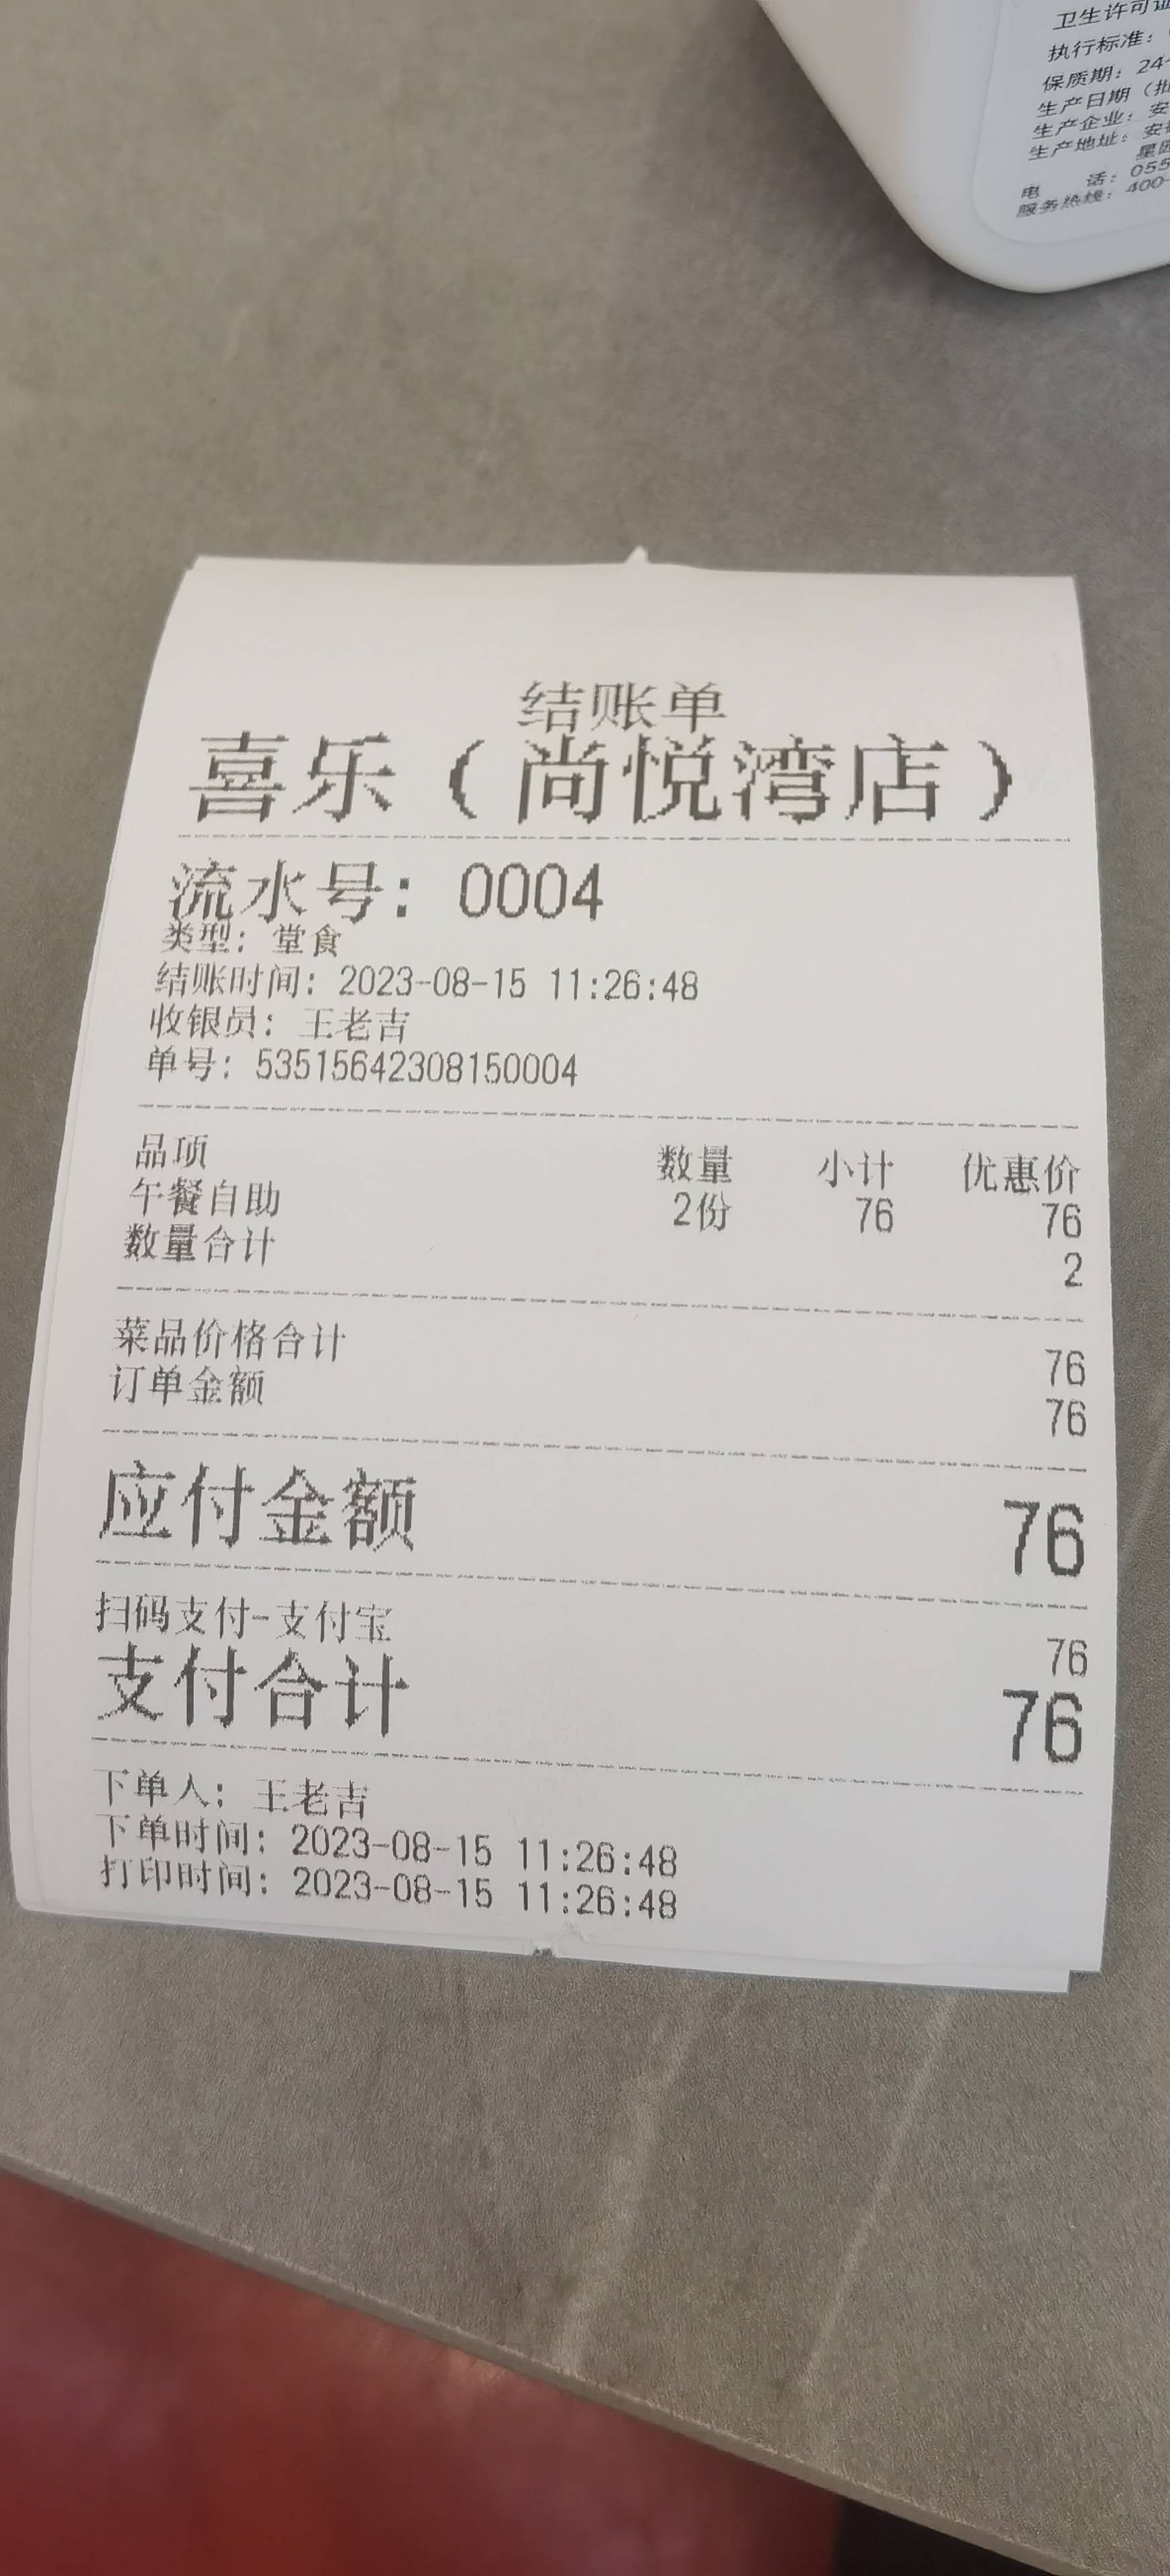 卫生许可证
执行标准：
保质期：24-
生产日期（批
生产企业：安
生产地址：安
电 话：055
服务热线：400-
结账单
喜乐（尚悦湾店）
流水号：0004
类型：堂食
结账时间：2023-08-15 11:26:48
收银员：王老吉
单号：53515642308150004
品项 数量 小计 优惠价
午餐自助 2份 76 76
数量合计 2
菜品价格合计 76
订单金额 76
应付金额 76
扫码支付-支付宝 76
支付合计 76
下单人：王老吉
下单时间：2023-08-15 11:26:48
打印时间：2023-08-15 11:26:48